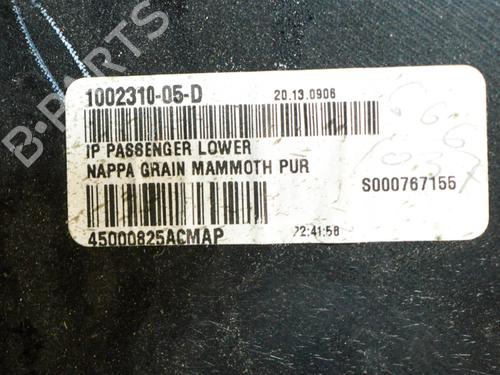 B-PARTS
1002310-05-D 20.13.0906
IP PASSENGER LOWER
NAPPA GRAIN MAMMOTH PUR
S000767155
45000825ACMAP 22:41:58